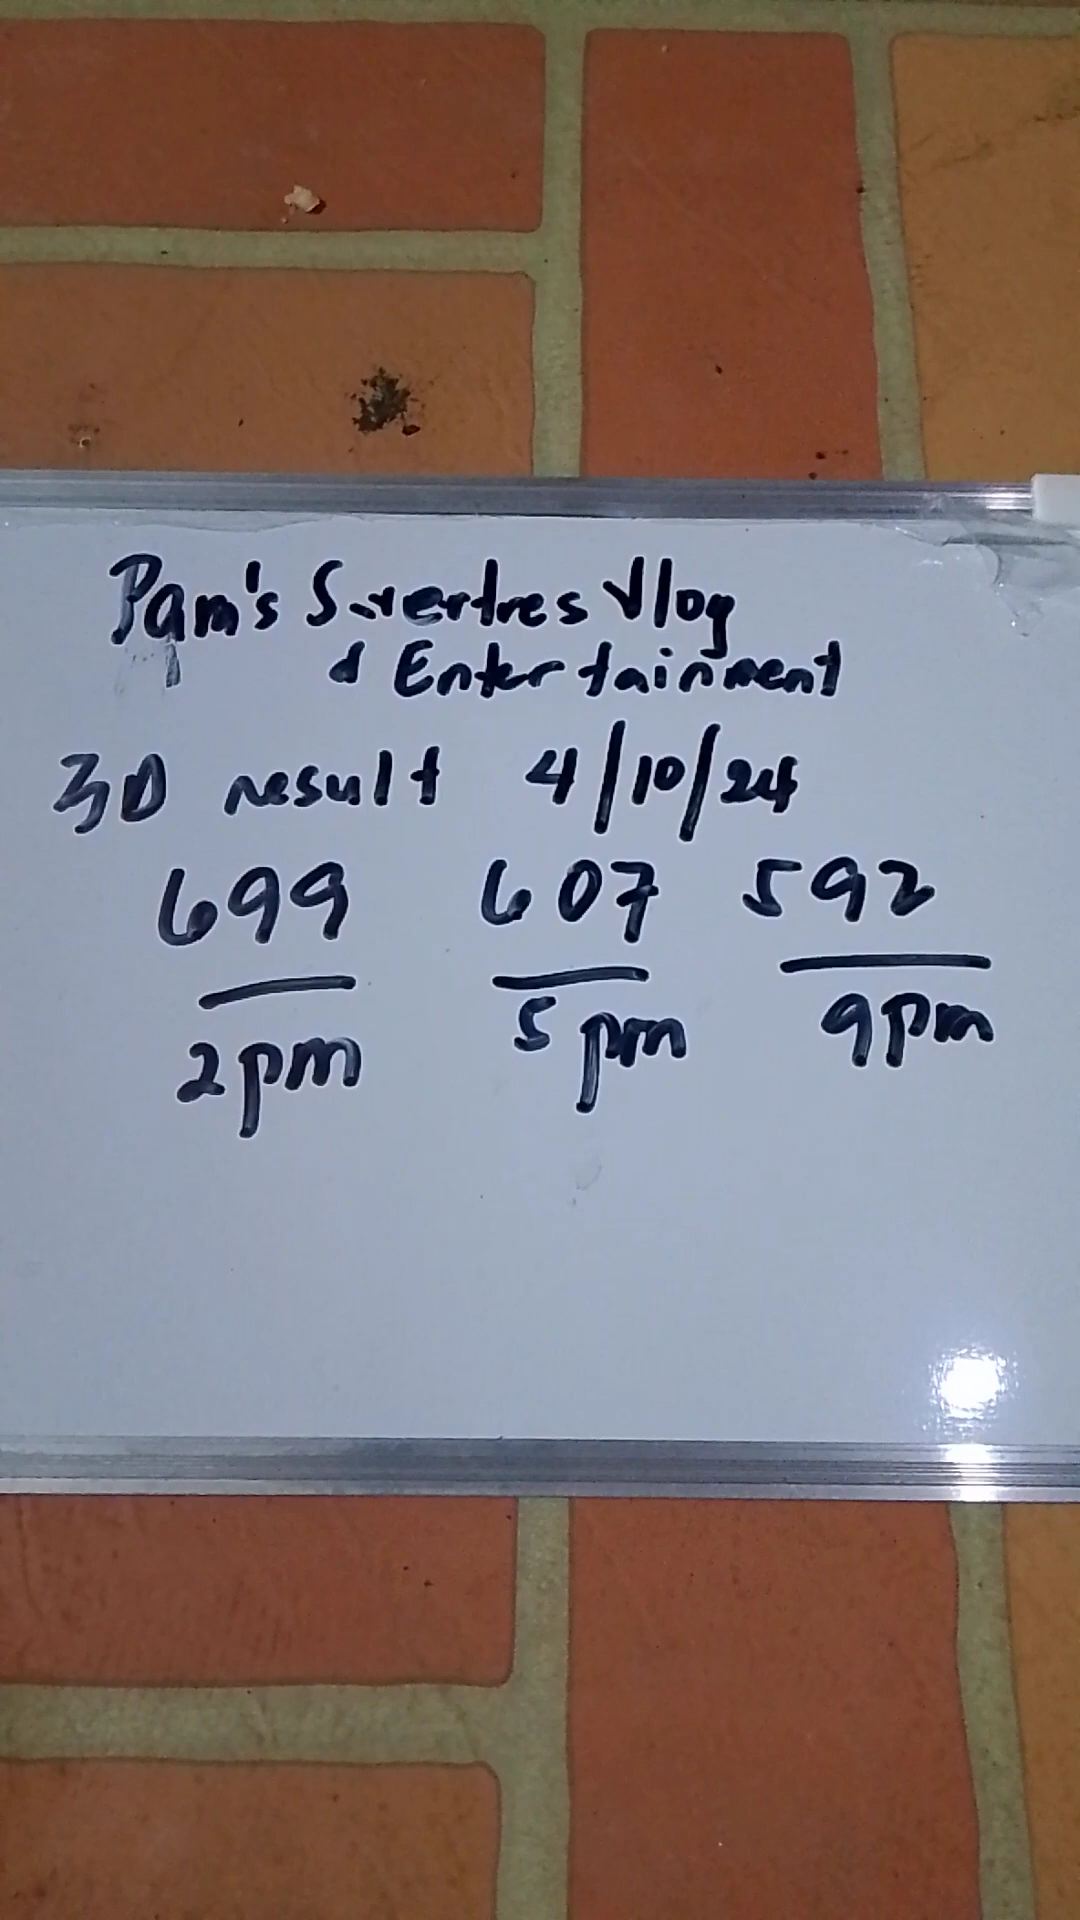 Pam's Swertres Vlog
& Entertainment
3D result 4/10/24
699 607 592
2pm 5pm 9pm